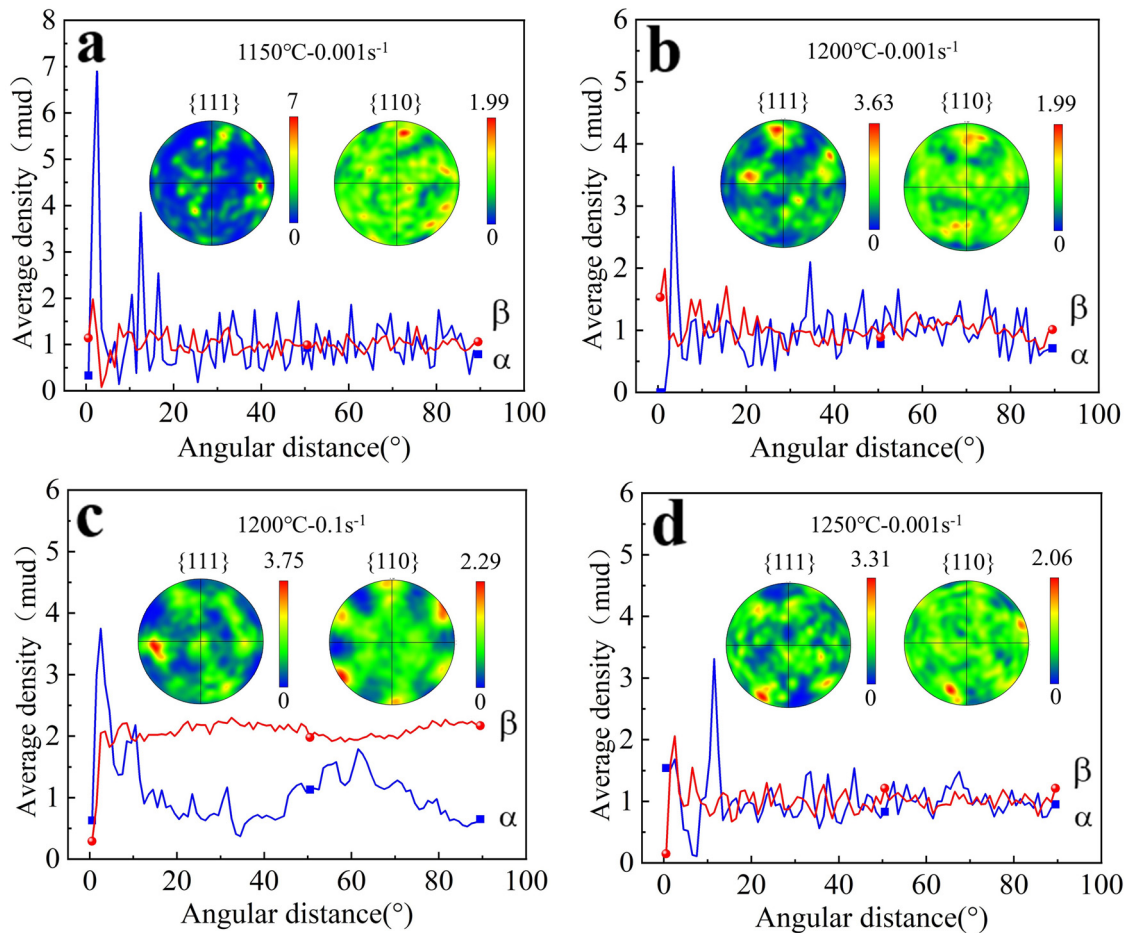 a
1150℃-0.001s⁻¹
{111}
7
0
{110}
1.99
0
β
α
Average density（mud）
0
1
2
3
4
5
6
7
8
0 20 40 60 80 100
Angular distance(°)
b
1200℃-0.001s⁻¹
{111}
3.63
0
{110}
1.99
0
β
α
Average density（mud）
0
1
2
3
4
5
6
0 20 40 60 80 100
Angular distance(°)
c
1200℃-0.1s⁻¹
{111}
3.75
0
{110}
2.29
0
β
α
Average density（mud）
0
1
2
3
4
5
6
0 20 40 60 80 100
Angular distance(°)
d
1250℃-0.001s⁻¹
{111}
3.31
0
{110}
2.06
0
β
α
Average density（mud）
0
1
2
3
4
5
6
0 20 40 60 80 100
Angular distance(°)